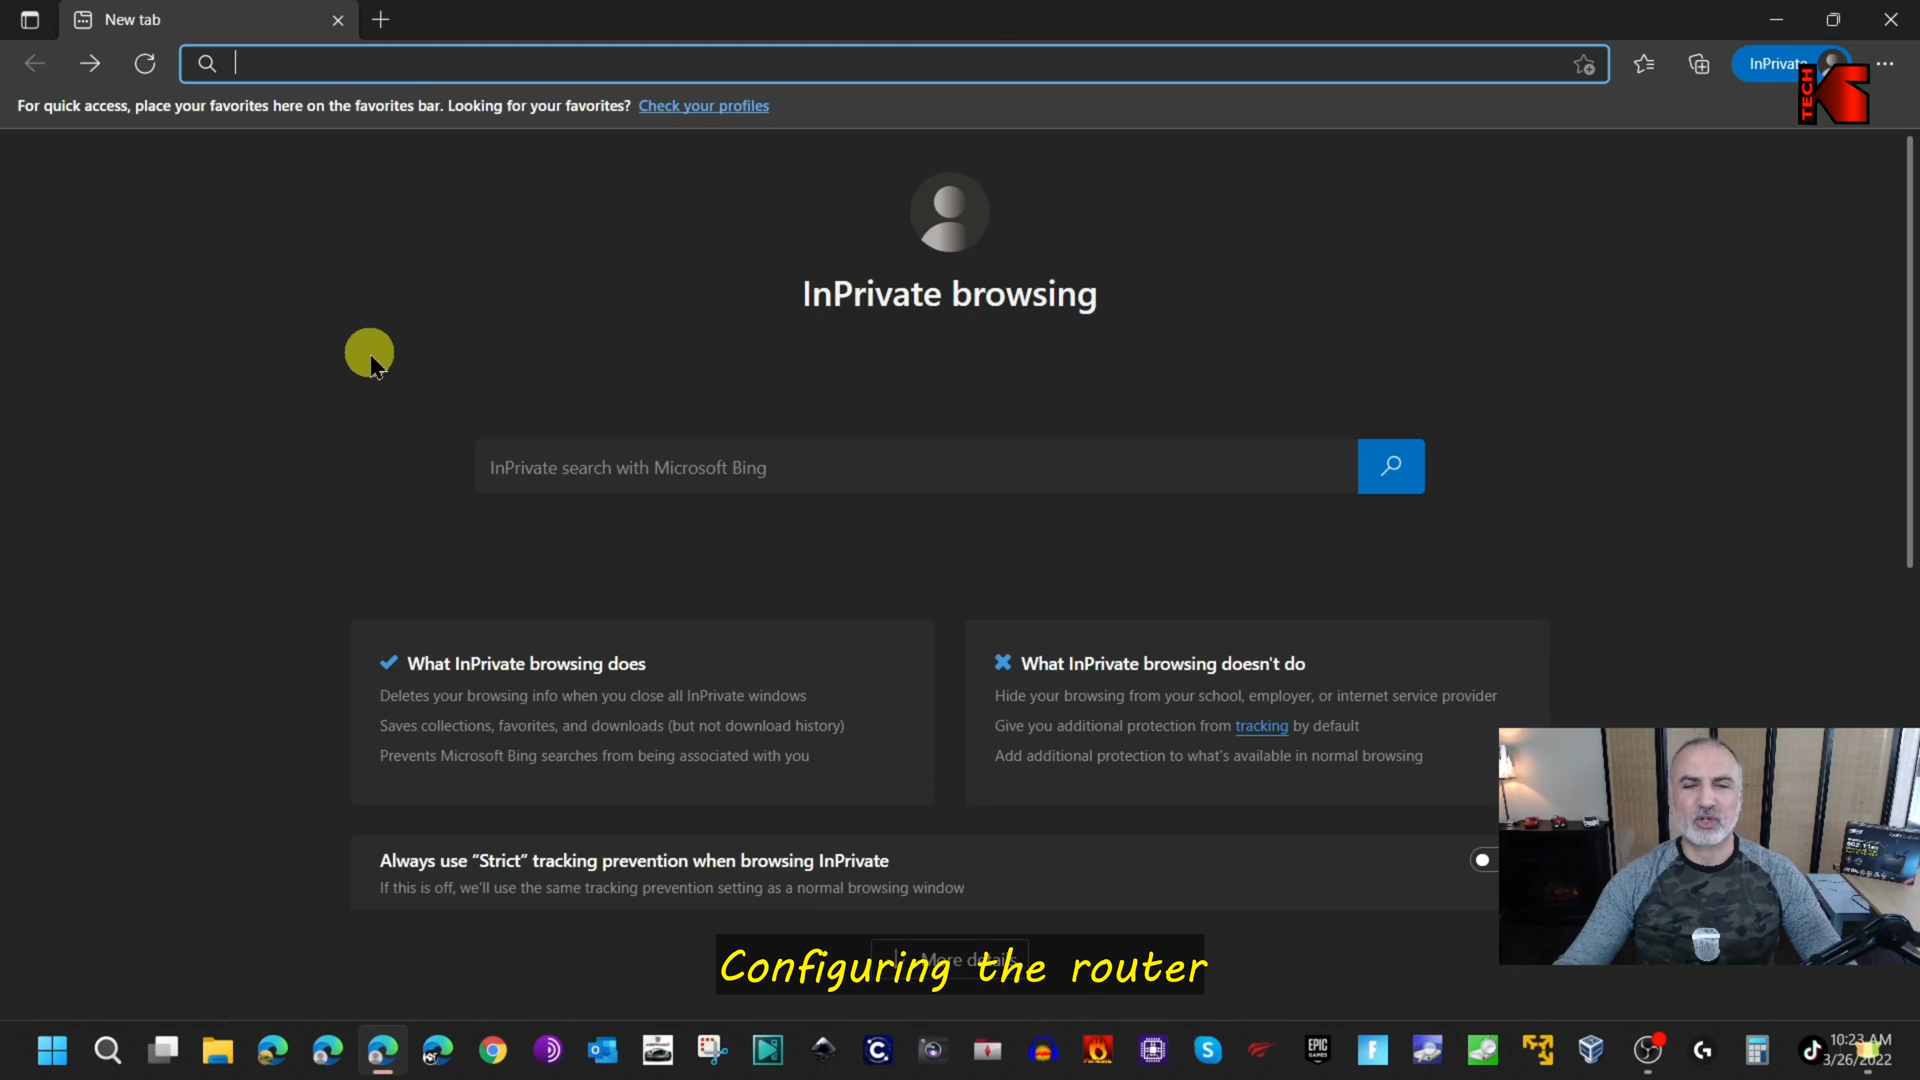 New tab
InPrivate
TECH
K
For quick access, place your favorites here on the favorites bar. Looking for your favorites? Check your profiles
InPrivate browsing
InPrivate search with Microsoft Bing
What InPrivate browsing does
Deletes your browsing info when you close all InPrivate windows
Saves collections, favorites, and downloads (but not download history)
Prevents Microsoft Bing searches from being associated with you
What InPrivate browsing doesn't do
Hide your browsing from your school, employer, or internet service provider
Give you additional protection from tracking by default
Add additional protection to what's available in normal browsing
Always use “Strict” tracking prevention when browsing InPrivate
If this is off, we'll use the same tracking prevention setting as a normal browsing window
More details
Configuring the router
EPIC
GAMES
10:23 AM
3/26/2022